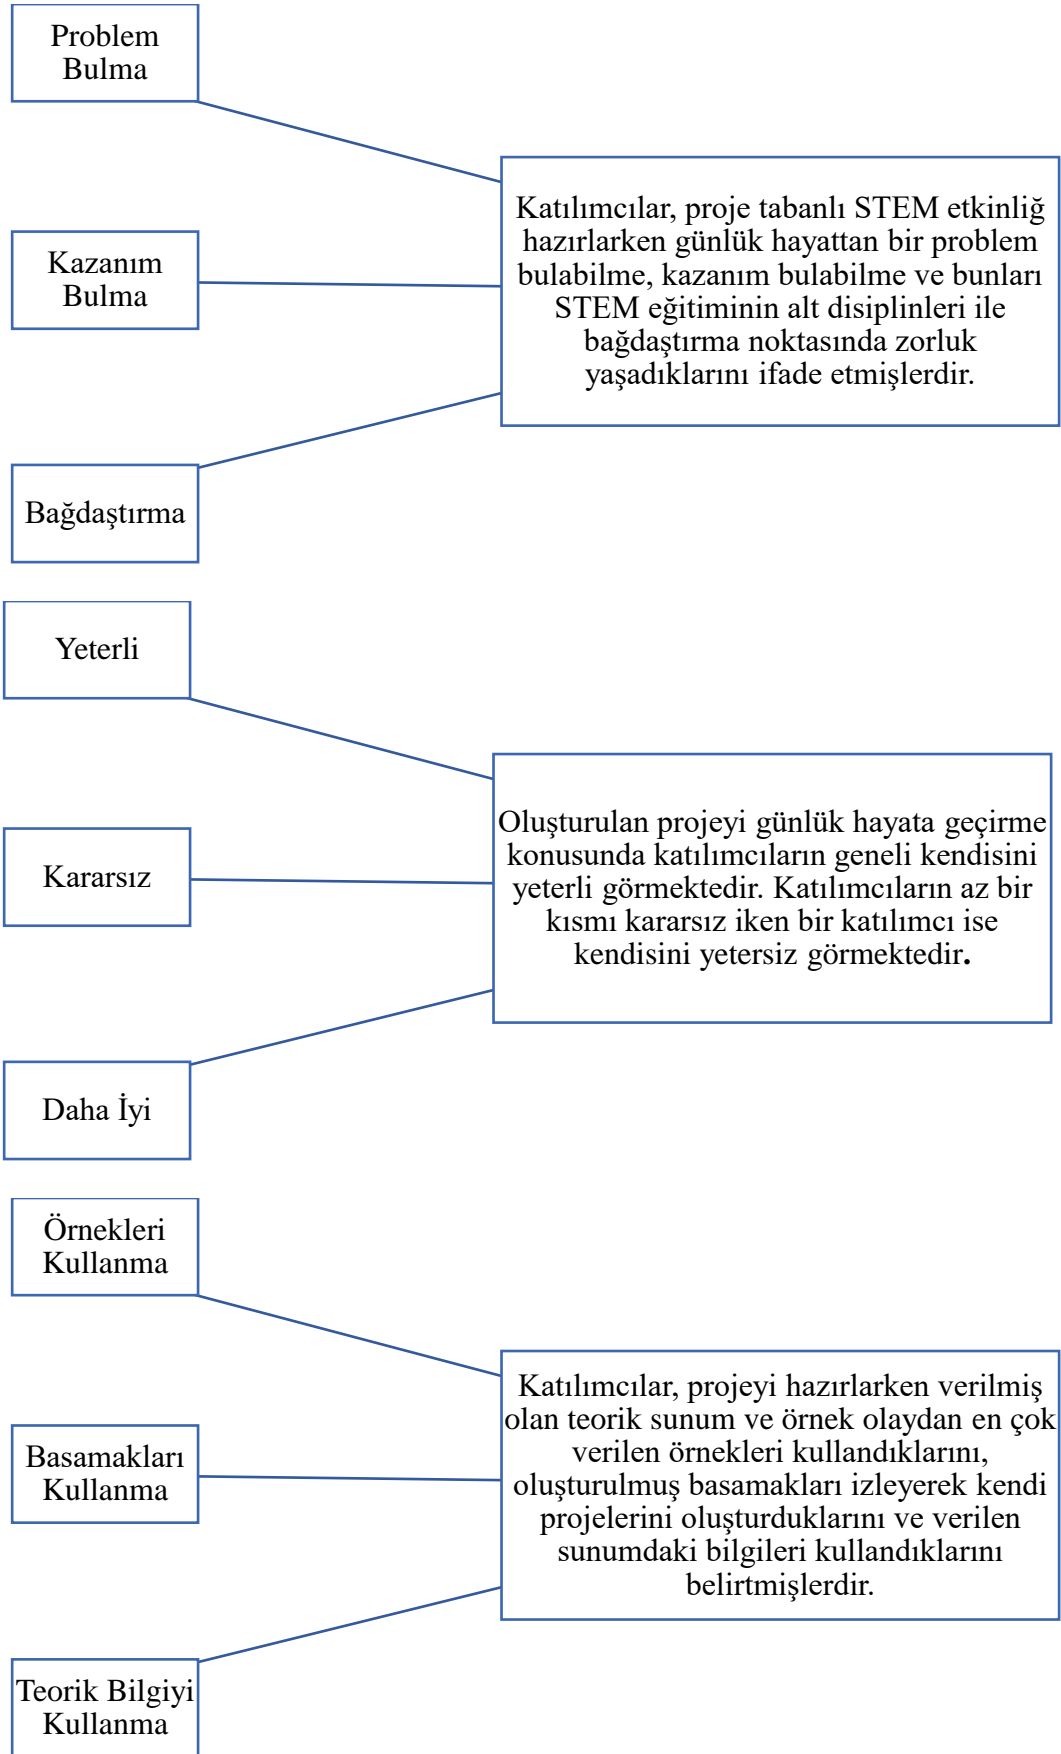 Problem
Bulma
Katılımcılar, proje tabanlı STEM etkinliğ
hazırlarken günlük hayattan bir problem
bulabilme, kazanım bulabilme ve bunları
STEM eğitiminin alt disiplinleri ile
bağdaştırma noktasında zorluk
yaşadıklarını ifade etmişlerdir.
Kazanım
Bulma
Bağdaştırma
Yeterli
Oluşturulan projeyi günlük hayata geçirme
konusunda katılımcıların geneli kendisini
yeterli görmektedir. Katılımcıların az bir
kısmı kararsız iken bir katılımcı ise
kendisini yetersiz görmektedir.
Kararsız
Daha İyi
Örnekleri
Kullanma
Katılımcılar, projeyi hazırlarken verilmiş
olan teorik sunum ve örnek olaydan en çok
verilen örnekleri kullandıklarını,
oluşturulmuş basamakları izleyerek kendi
projelerini oluşturduklarını ve verilen
sunumdaki bilgileri kullandıklarını
belirtmişlerdir.
Basamakları
Kullanma
Teorik Bilgiyi
Kullanma